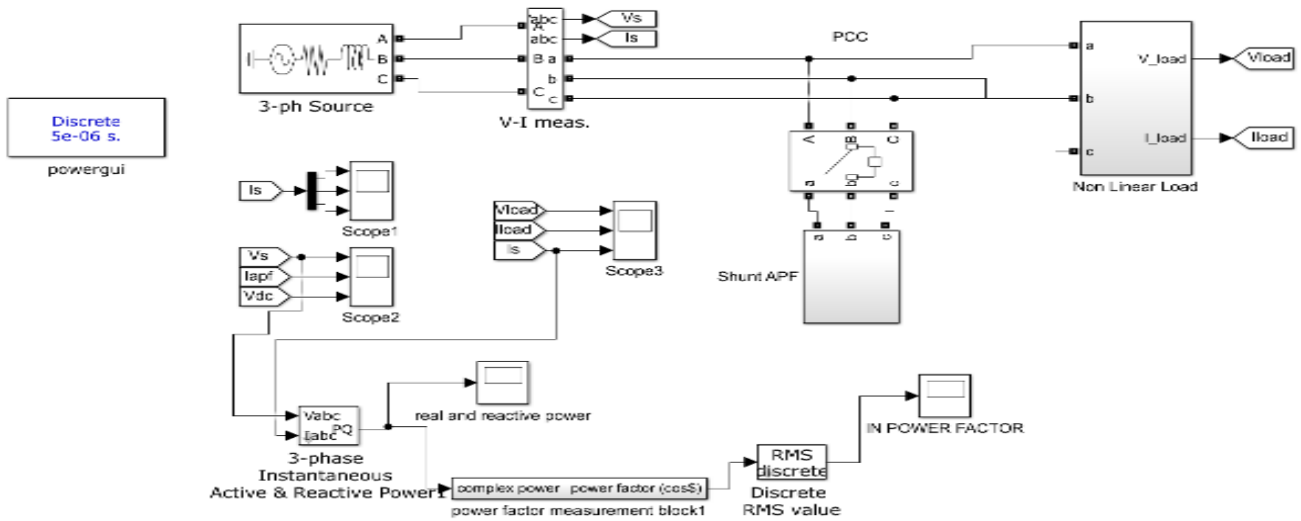 abc
A
abc
B a
b
C
c
Vs
Is
A
B
C
3-ph Source
V-I meas.
PCC
a
b
c
V_load
I_load
Vload
Iload
Non Linear Load
Discrete
5e-06 s.
powergui
A B C
a b c
a b c
Shunt APF
Is
Scope1
Vload
Iload
Is
Scope3
Vs
Iapf
Vdc
Scope2
Vabc
Iabc
PQ
3-phase
Instantaneous
Active & Reactive Power1
real and reactive power
IN POWER FACTOR
complex power power factor (cos$)
power factor measurement block1
RMS
discrete
Discrete
RMS value